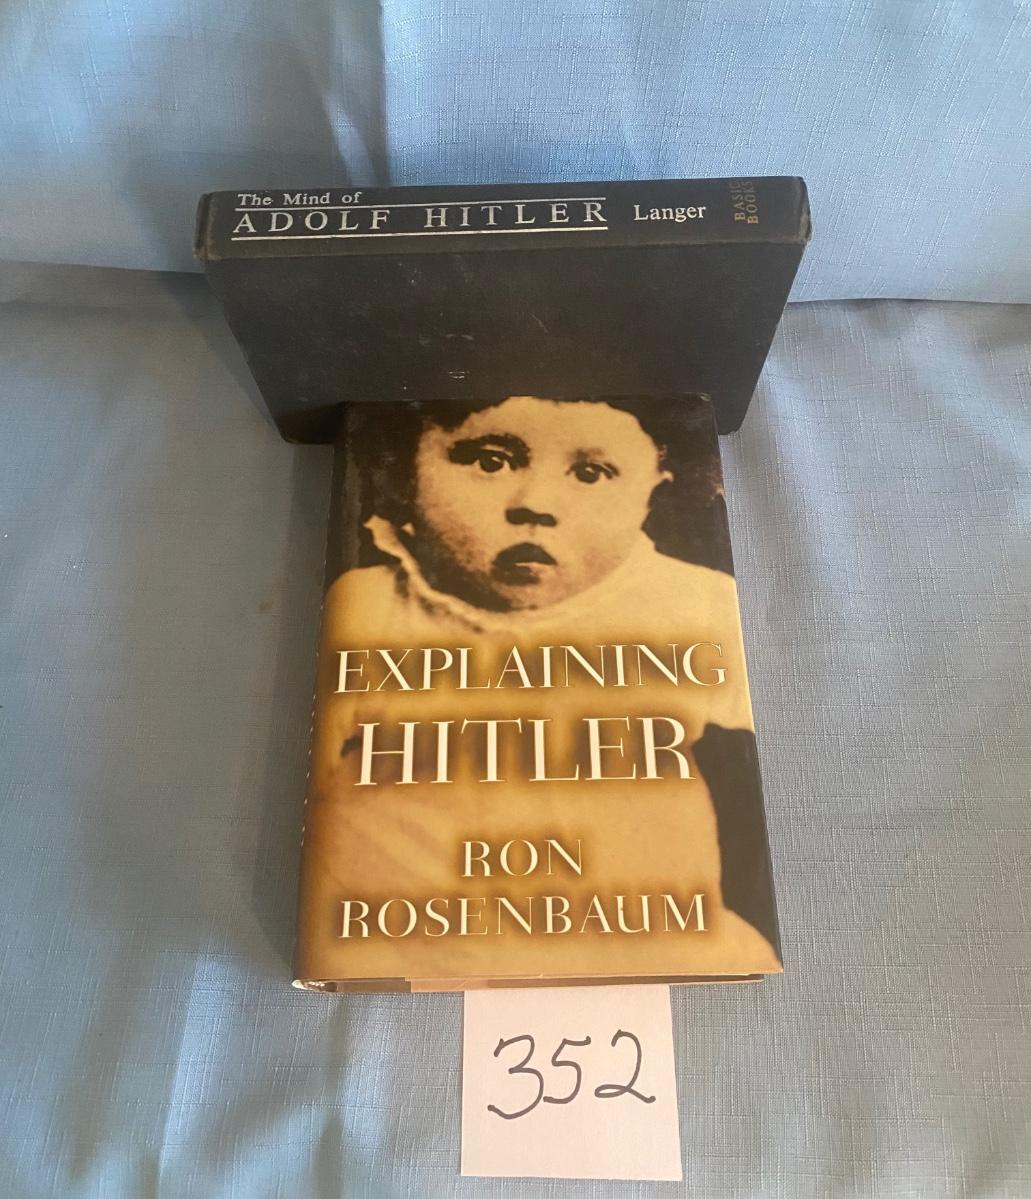 The Mind of
ADOLF HITLER
Langer
BASIC
BOOKS
EXPLAINING
HITLER
RON
ROSENBAUM
352